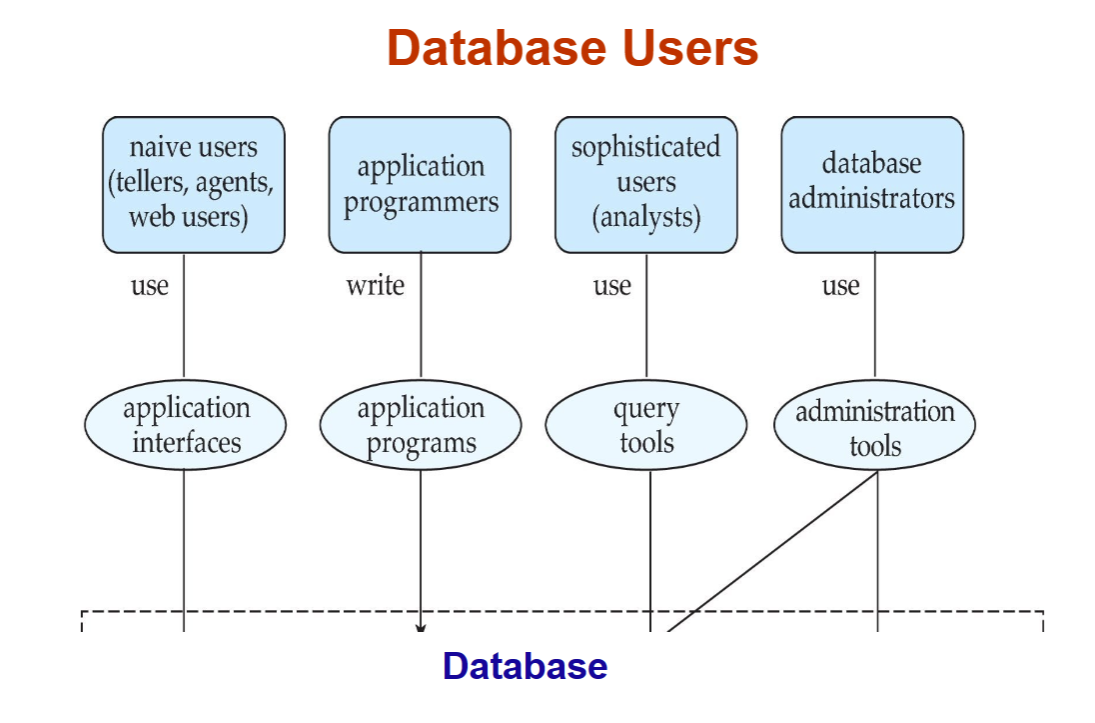 Database Users
naive users
(tellers, agents,
web users)
application
programmers
sophisticated
users
(analysts)
database
administrators
use
write
use
use
application
interfaces
application
programs
query
tools
administration
tools
Database